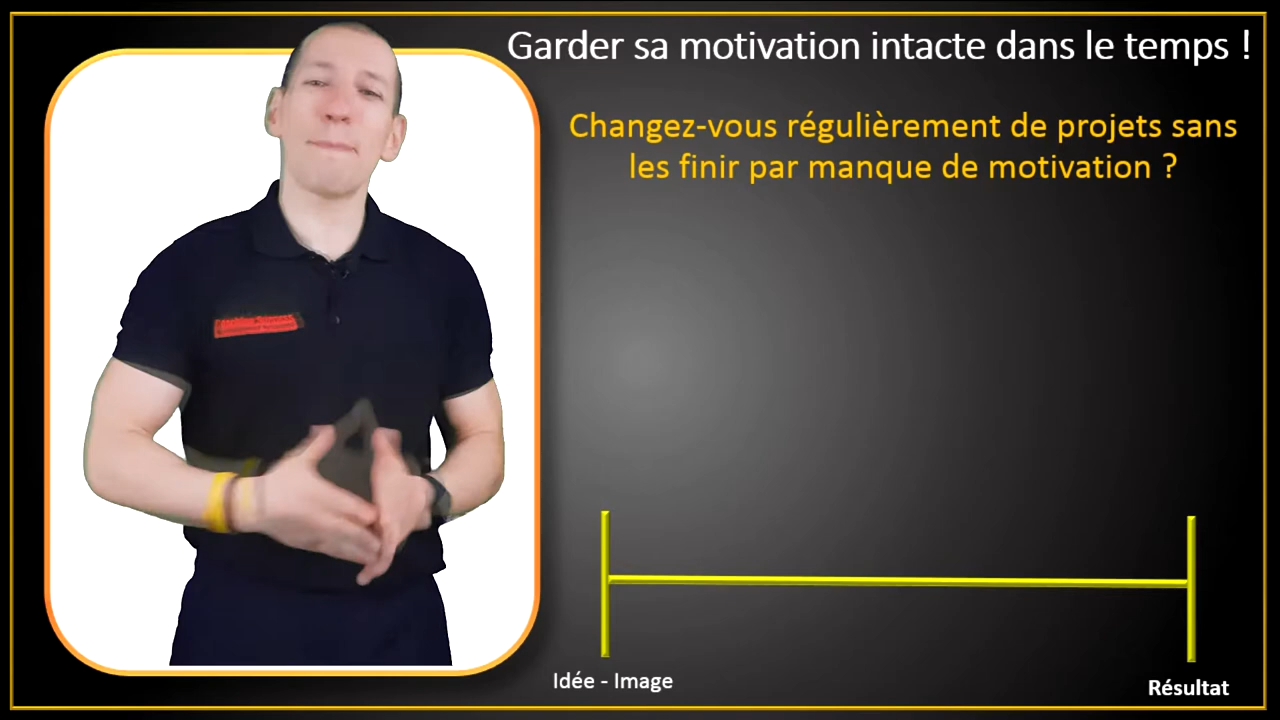 Garder sa motivation intacte dans le temps !
Changez-vous régulièrement de projets sans
les finir par manque de motivation ?
Idée - Image
Résultat